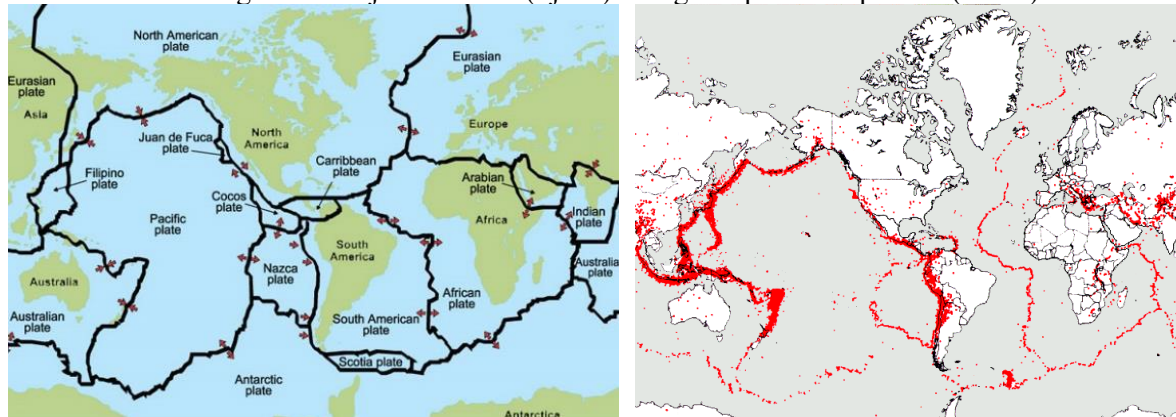 North American
plate
Eurasian
plate
Eurasian
plate
Asia
Europe
Juan de Fuca
plate
North
America
Carribbean
plate
Arabian
plate
Filipino
plate
Cocos
plate
Africa
Indian
plate
Pacific
plate
South
America
Nazca
plate
Australia
Australia
plate
African
plate
Australian
plate
South American
plate
Scotia plate
Antarctic
plate
Antarctica